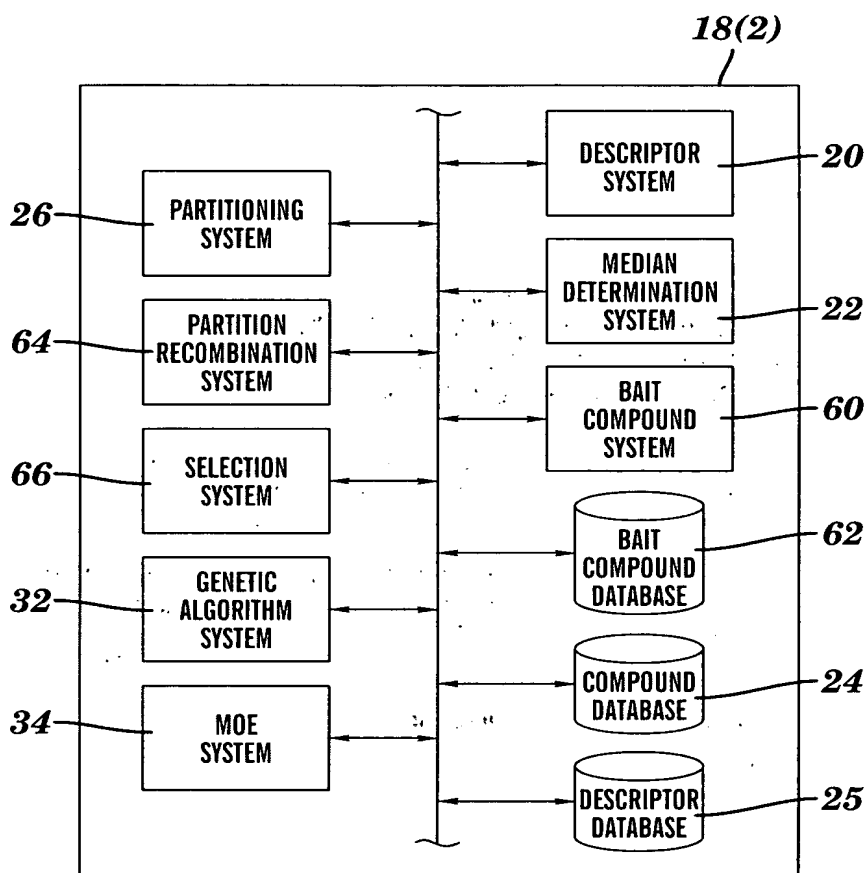 18(2)
DESCRIPTOR
SYSTEM
20
26
PARTITIONING
SYSTEM
MEDIAN
DETERMINATION
SYSTEM
22
64
PARTITION
RECOMBINATION
SYSTEM
BAIT
COMPOUND
SYSTEM
60
66
SELECTION
SYSTEM
BAIT
COMPOUND
DATABASE
62
32
GENETIC
ALGORITHM
SYSTEM
COMPOUND
DATABASE
24
34
MOE
SYSTEM
DESCRIPTOR
DATABASE
25